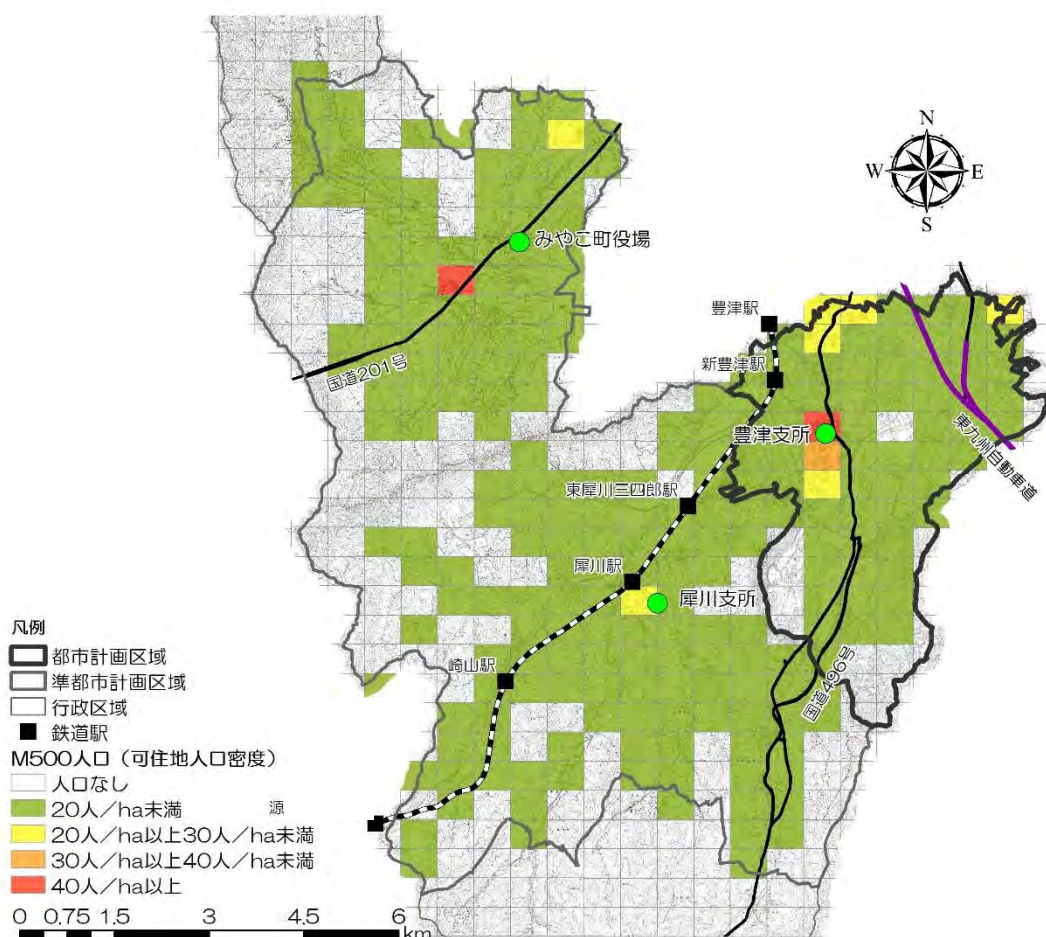 N
W
E
S
みやこ町役場
豊津駅
新豊津駅
国道201号
豊津支所
東九州自動車道
東犀川三四郎駅
犀川駅
犀川支所
崎山駅
国道496号
源
凡例
都市計画区域
準都市計画区域
行政区域
鉄道駅
M500人口(可住地人口密度)
人口なし
20人/ha未満
20人/ha以上30人/ha未満
30人/ha以上40人/ha未満
40人/ha以上
0 0.75 1.5 3 4.5 6
km